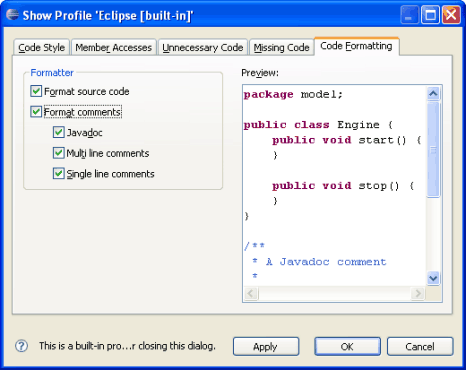 Show Profile 'Eclipse [built-in]'
Code Style Member Accesses Unnecessary Code Missing Code Code Formatting
Formatter
Format source code
Format comments
Javadoc
Multi line comments
Single line comments
Preview:
package model;
public class Engine {
public void start() {
}
public void stop() {
}
}
/**
* A Javadoc comment
*
This is a built-in pro...r closing this dialog.
Apply
OK
Cancel